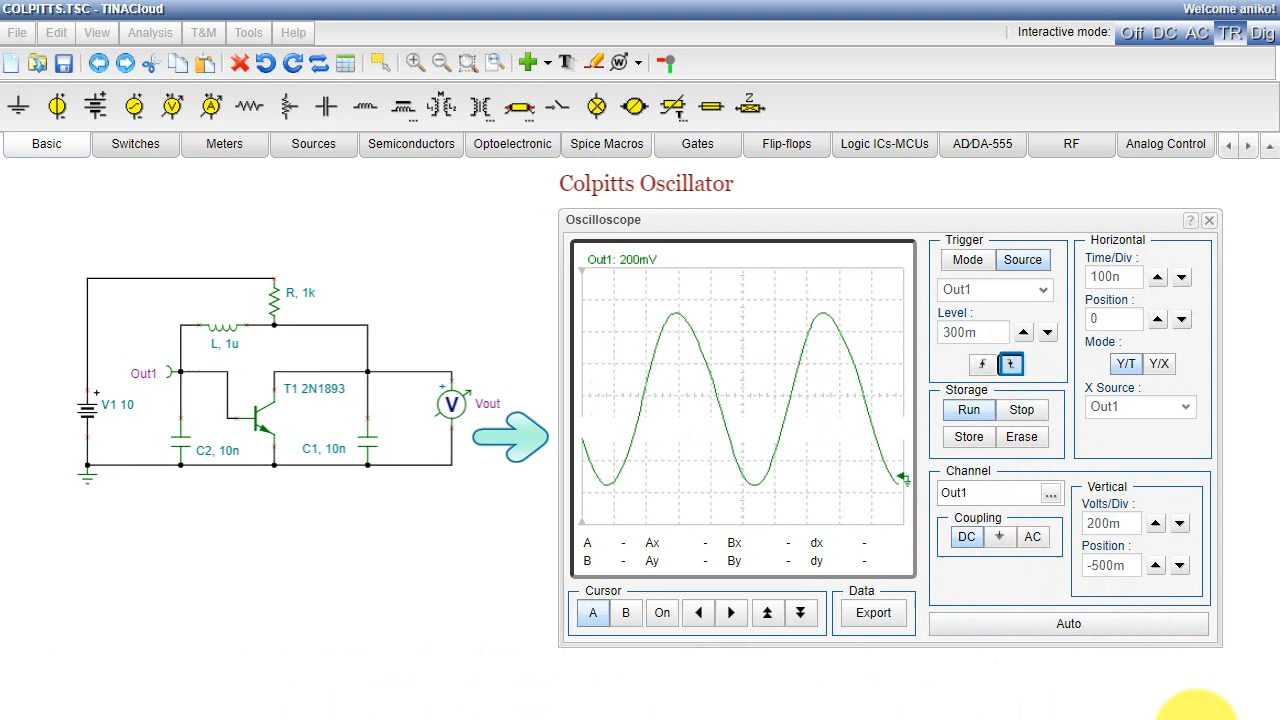 COLPITTS.TSC - TINACloud
Welcome aniko!
File Edit View Analysis T&M Tools Help
Interactive mode: Off DC AC TR Dig
Basic Switches Meters Sources Semiconductors Optoelectronic Spice Macros Gates Flip-flops Logic ICs-MCUs AD/DA-555 RF Analog Control
Colpitts Oscillator
R, 1k
L, 1u
Out1
T1 2N1893
+
V1 10
+
V
Vout
C2, 10n
C1, 10n
Oscilloscope
Out1: 200mV
A - Ax - Bx - dx -
B - Ay - By - dy -
Cursor
A B On
Data
Export
Trigger
Mode Source
Out1
Level :
300m
Storage
Run Stop
Store Erase
Horizontal
Time/Div :
100n
Position :
0
Mode :
Y/T Y/X
X Source :
Out1
Channel
Out1 ...
Coupling
DC AC
Vertical
Volts/Div :
200m
Position :
-500m
Auto